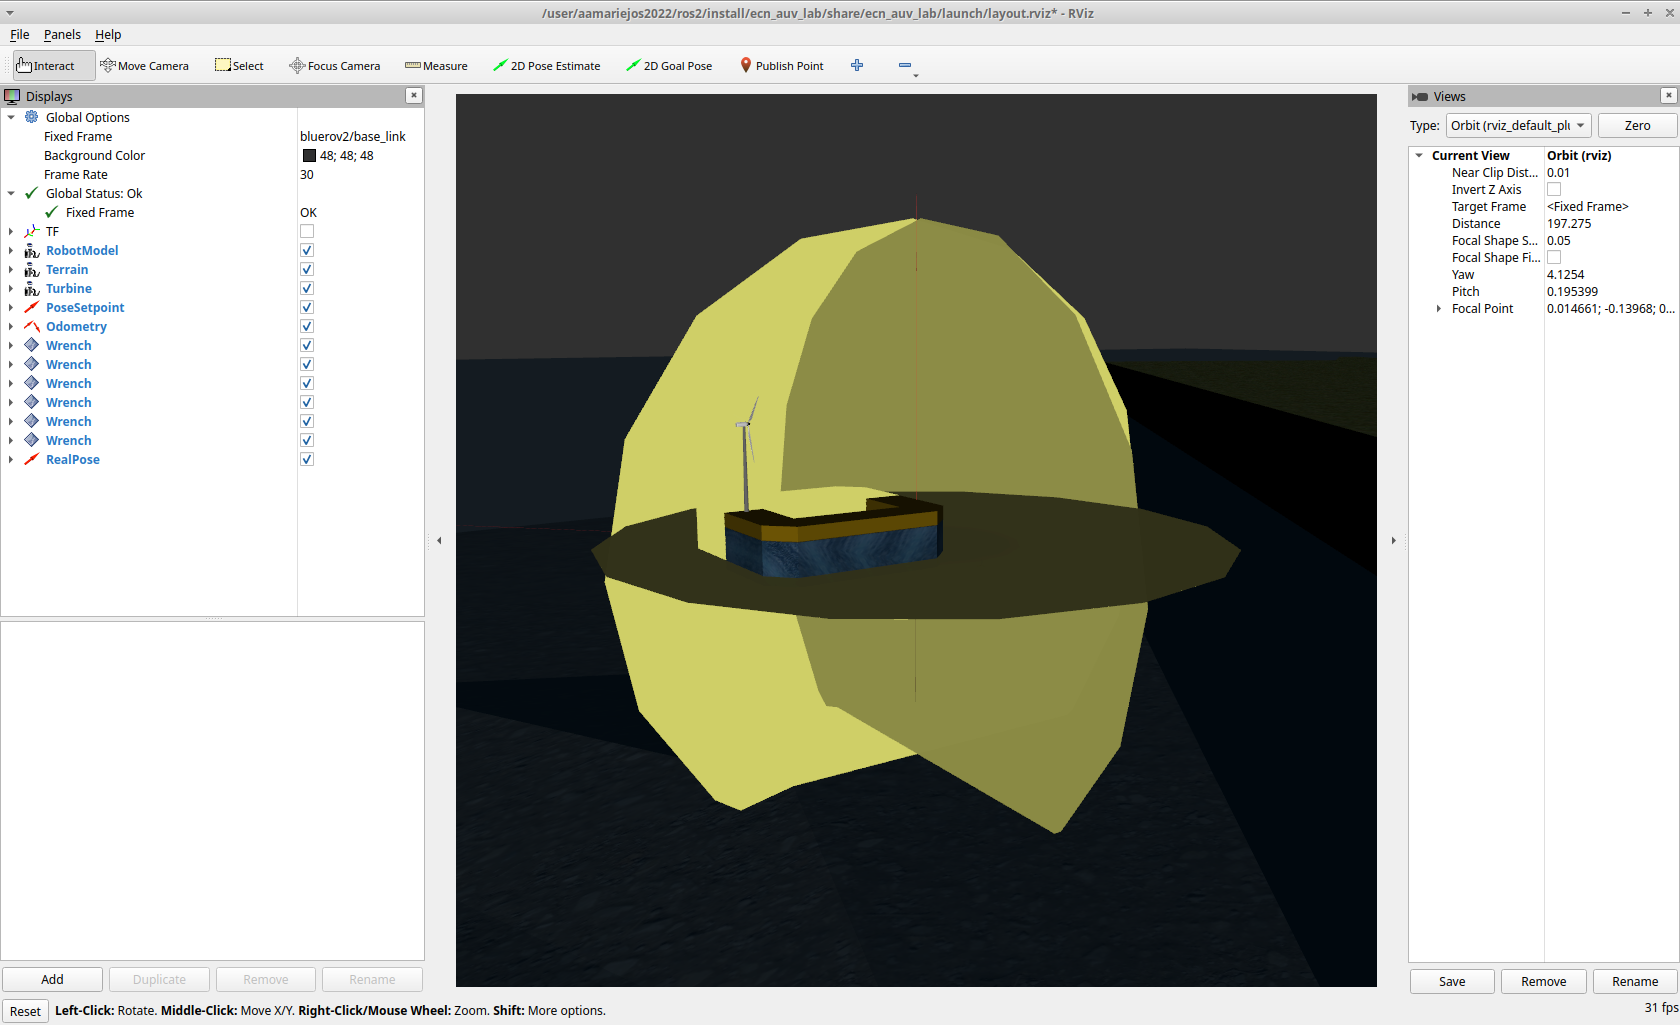 /user/aamariejos2022/ros2/install/ecn_auv_lab/share/ecn_auv_lab/launch/layout.rviz* - RViz
File Panels Help
Interact Move Camera Select Focus Camera Measure 2D Pose Estimate 2D Goal Pose Publish Point
Displays
Global Options
Fixed Frame bluerov2/base_link
Background Color 48; 48; 48
Frame Rate 30
Global Status: Ok
Fixed Frame OK
TF
RobotModel
Terrain
Turbine
PoseSetpoint
Odometry
Wrench
Wrench
Wrench
Wrench
Wrench
Wrench
RealPose
Add Duplicate Remove Rename
Reset Left-Click: Rotate. Middle-Click: Move X/Y. Right-Click/Mouse Wheel: Zoom. Shift: More options.
Views
Type: Orbit (rviz_default_plu Zero
Current View Orbit (rviz)
Near Clip Dist... 0.01
Invert Z Axis
Target Frame <Fixed Frame>
Distance 197.275
Focal Shape S... 0.05
Focal Shape Fi...
Yaw 4.1254
Pitch 0.195399
Focal Point 0.014661; -0.13968; 0...
Save Remove Rename
31 fps